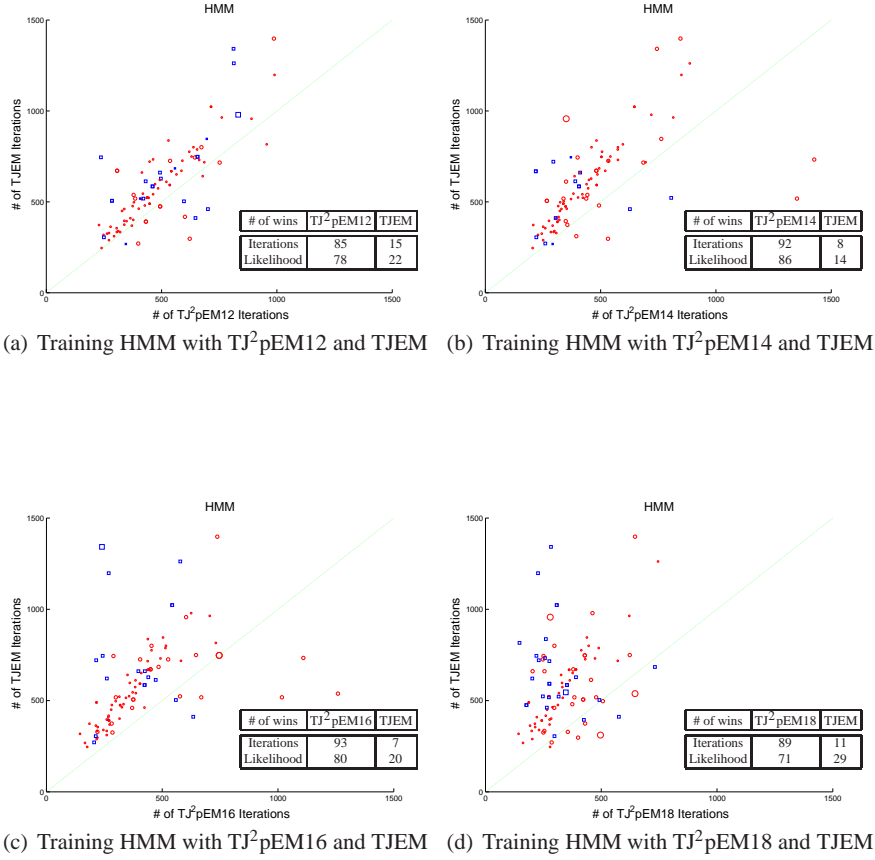 HMM
1500
1000
500
0
0 500 1000 1500
# of TJEM Iterations
# of TJ²pEM12 Iterations
# of wins TJ²pEM12 TJEM
Iterations 85 15
Likelihood 78 22
(a) Training HMM with TJ²pEM12 and TJEM
HMM
1500
1000
500
0
0 500 1000 1500
# of TJEM Iterations
# of TJ²pEM14 Iterations
# of wins TJ²pEM14 TJEM
Iterations 92 8
Likelihood 86 14
(b) Training HMM with TJ²pEM14 and TJEM
HMM
1500
1000
500
0
0 500 1000 1500
# of TJEM Iterations
# of TJ²pEM16 Iterations
# of wins TJ²pEM16 TJEM
Iterations 93 7
Likelihood 80 20
(c) Training HMM with TJ²pEM16 and TJEM
HMM
1500
1000
500
0
0 500 1000 1500
# of TJEM Iterations
# of TJ²pEM18 Iterations
# of wins TJ²pEM18 TJEM
Iterations 89 11
Likelihood 71 29
(d) Training HMM with TJ²pEM18 and TJEM